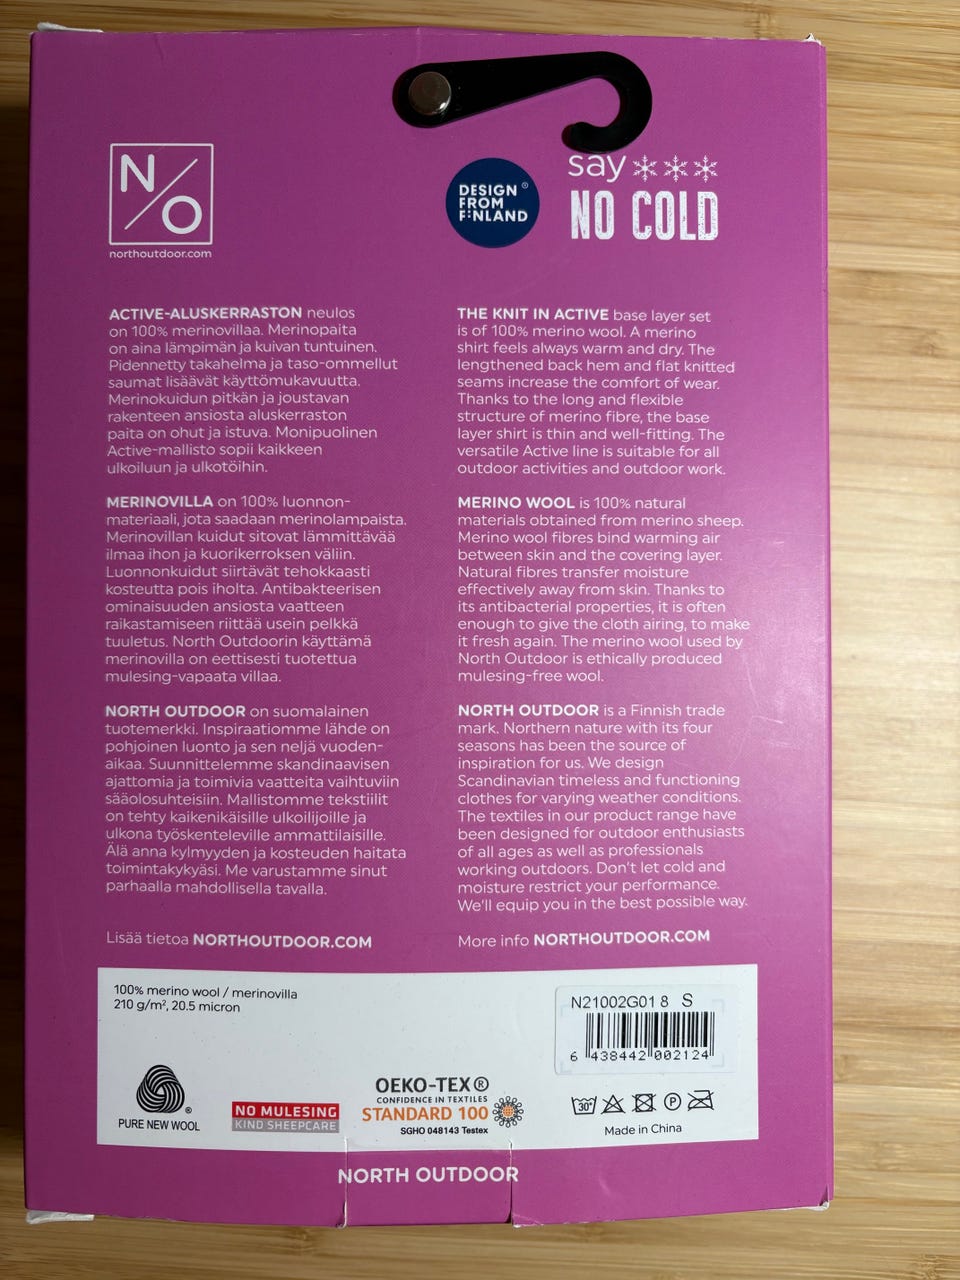 N/O
northoutdoor.com
DESIGN ®
FROM
FINLAND
say
NO COLD
ACTIVE-ALUSKERRASTON neulos
on 100% merinovillaa. Merinopaita
on aina lämpimän ja kuivan tuntuinen.
Pidennetty takahelma ja taso-ommellut
saumat lisäävät käyttömukavuutta.
Merinokuidun pitkän ja joustavan
rakenteen ansiosta aluskerraston
paita on ohut ja istuva. Monipuolinen
Active-mallisto sopii kaikkeen
ulkoiluun ja ulkotöihin.
MERINOVILLA on 100% luonnon-
materiaali, jota saadaan merinolampaista.
Merinovillan kuidut sitovat lämmittävää
ilmaa ihon ja kuorikerroksen väliin.
Luonnonkuidut siirtävät tehokkaasti
kosteutta pois iholta. Antibakteerisen
ominaisuuden ansiosta vaatteen
raikastamiseen riittää usein pelkkä
tuuletus. North Outdoorin käyttämä
merinovilla on eettisesti tuotettua
mulesing-vapaata villaa.
NORTH OUTDOOR on suomalainen
tuotemerkki. Inspiraatiomme lähde on
pohjoinen luonto ja sen neljä vuoden-
aikaa. Suunnittelemme skandinaavisen
ajattomia ja toimivia vaatteita vaihtuviin
sääolosuhteisiin. Mallistomme tekstiilit
on tehty kaikenikäisille ulkoilijoille ja
ulkona työskenteleville ammattilaisille.
Älä anna kylmyyden ja kosteuden haitata
toimintakykyäsi. Me varustamme sinut
parhaalla mahdollisella tavalla.
Lisää tietoa NORTHOUTDOOR.COM
THE KNIT IN ACTIVE base layer set
is of 100% merino wool. A merino
shirt feels always warm and dry. The
lengthened back hem and flat knitted
seams increase the comfort of wear.
Thanks to the long and flexible
structure of merino fibre, the base
layer shirt is thin and well-fitting. The
versatile Active line is suitable for all
outdoor activities and outdoor work.
MERINO WOOL is 100% natural
materials obtained from merino sheep.
Merino wool fibres bind warming air
between skin and the covering layer.
Natural fibres transfer moisture
effectively away from skin. Thanks to
its antibacterial properties, it is often
enough to give the cloth airing, to make
it fresh again. The merino wool used by
North Outdoor is ethically produced
mulesing-free wool.
NORTH OUTDOOR is a Finnish trade
mark. Northern nature with its four
seasons has been the source of
inspiration for us. We design
Scandinavian timeless and functioning
clothes for varying weather conditions.
The textiles in our product range have
been designed for outdoor enthusiasts
of all ages as well as professionals
working outdoors. Don't let cold and
moisture restrict your performance.
We'll equip you in the best possible way.
More info NORTHOUTDOOR.COM
100% merino wool / merinovilla
210 g/m², 20.5 micron
®
PURE NEW WOOL
NO MULESING
KIND SHEEPCARE
OEKO-TEX®
CONFIDENCE IN TEXTILES
STANDARD 100
SGHO 048143 Testex
N21002G01 8 S
6 438442 002124
30° P
Made in China
NORTH OUTDOOR